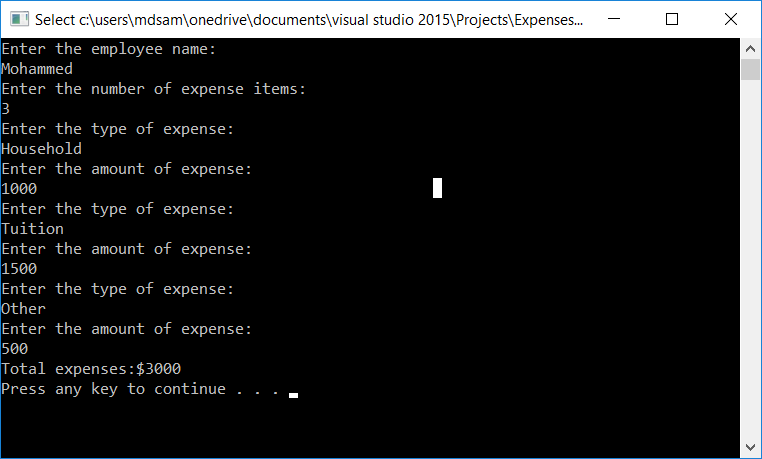 Select c:\users\mdsam\onedrive\documents\visual studio 2015\Projects\Expenses...
Enter the employee name:
Mohammed
Enter the number of expense items:
3
Enter the type of expense:
Household
Enter the amount of expense:
1000
Enter the type of expense:
Tuition
Enter the amount of expense:
1500
Enter the type of expense:
Other
Enter the amount of expense:
500
Total expenses:$3000
Press any key to continue . . .